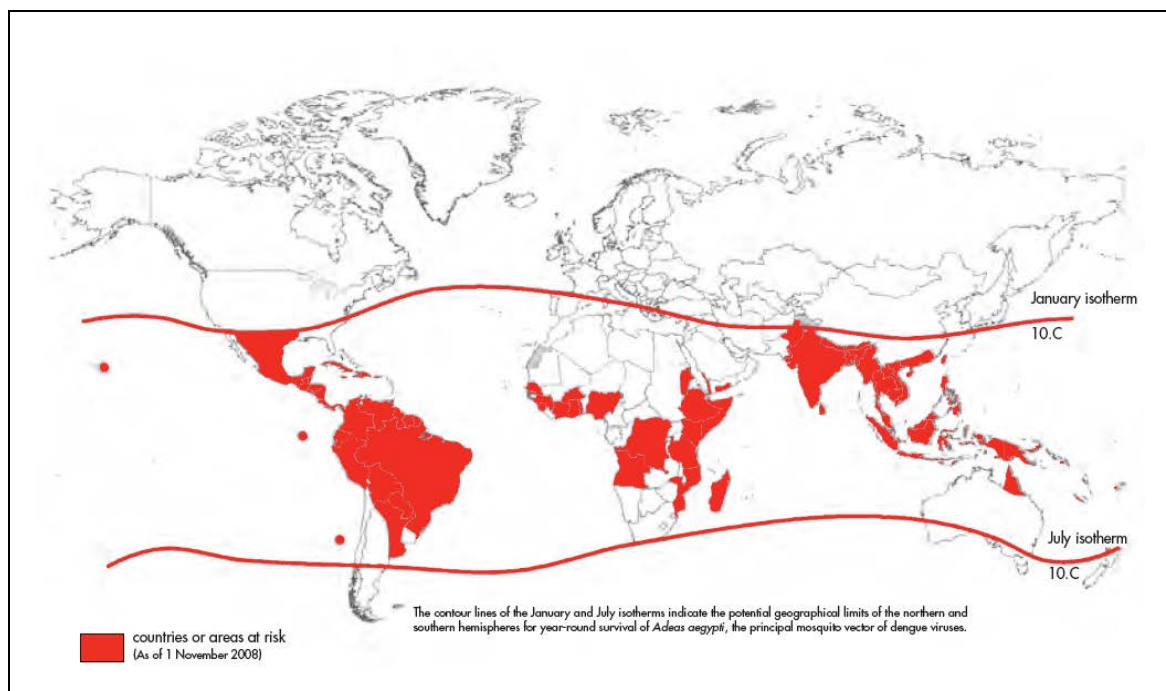 January isotherm
10.C
July isotherm
10.C
The contour lines of the January and July isotherms indicate the potential geographical limits of the northern and
southern hemispheres for year-round survival of Adeas aegypti, the principal mosquito vector of dengue viruses.
countries or areas at risk
(As of 1 November 2008)